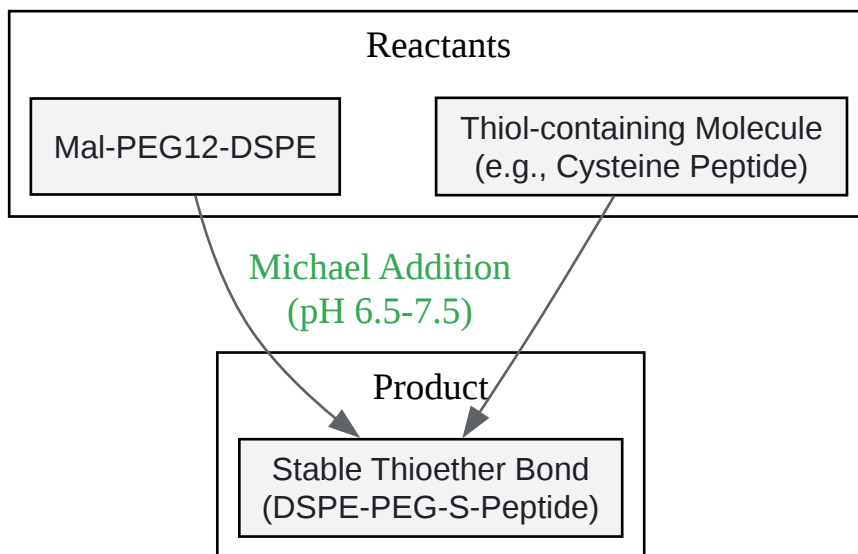 Reactants
Mal-PEG12-DSPE
Thiol-containing Molecule
(e.g., Cysteine Peptide)
Michael Addition
(pH 6.5-7.5)
Product
Stable Thioether Bond
(DSPE-PEG-S-Peptide)